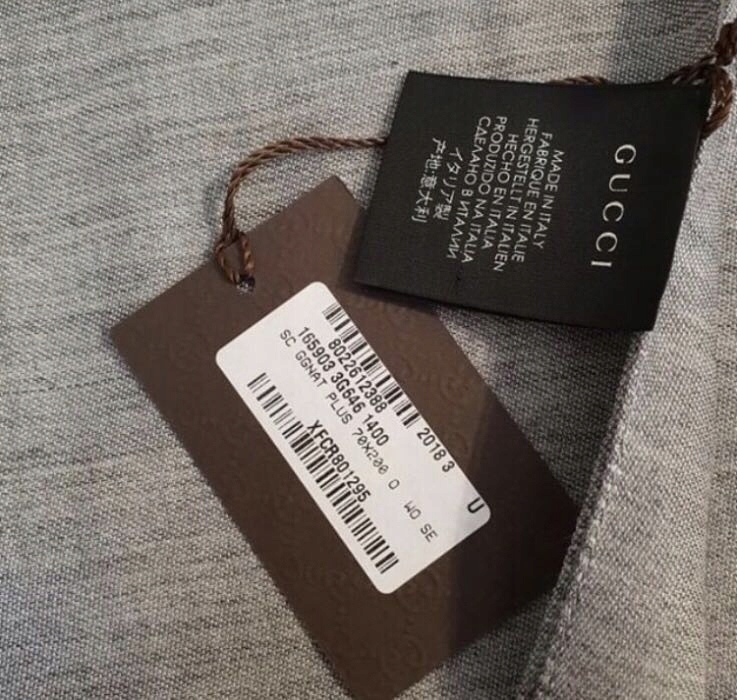 GUCCI
MADE IN ITALY
FABRIQUE EN ITALIE
HERGESTELLT IN ITALIEN
HECHO EN ITALIA
PRODUZIDO NA ITALIA
СДЕЛАНО В ИТАЛИИ
イタリア製
产地:意大利
8022612388 2018 3 U
165903 3G646 1400
SC GGNAT PLUS 70X200 O WO SE
XFCR801295